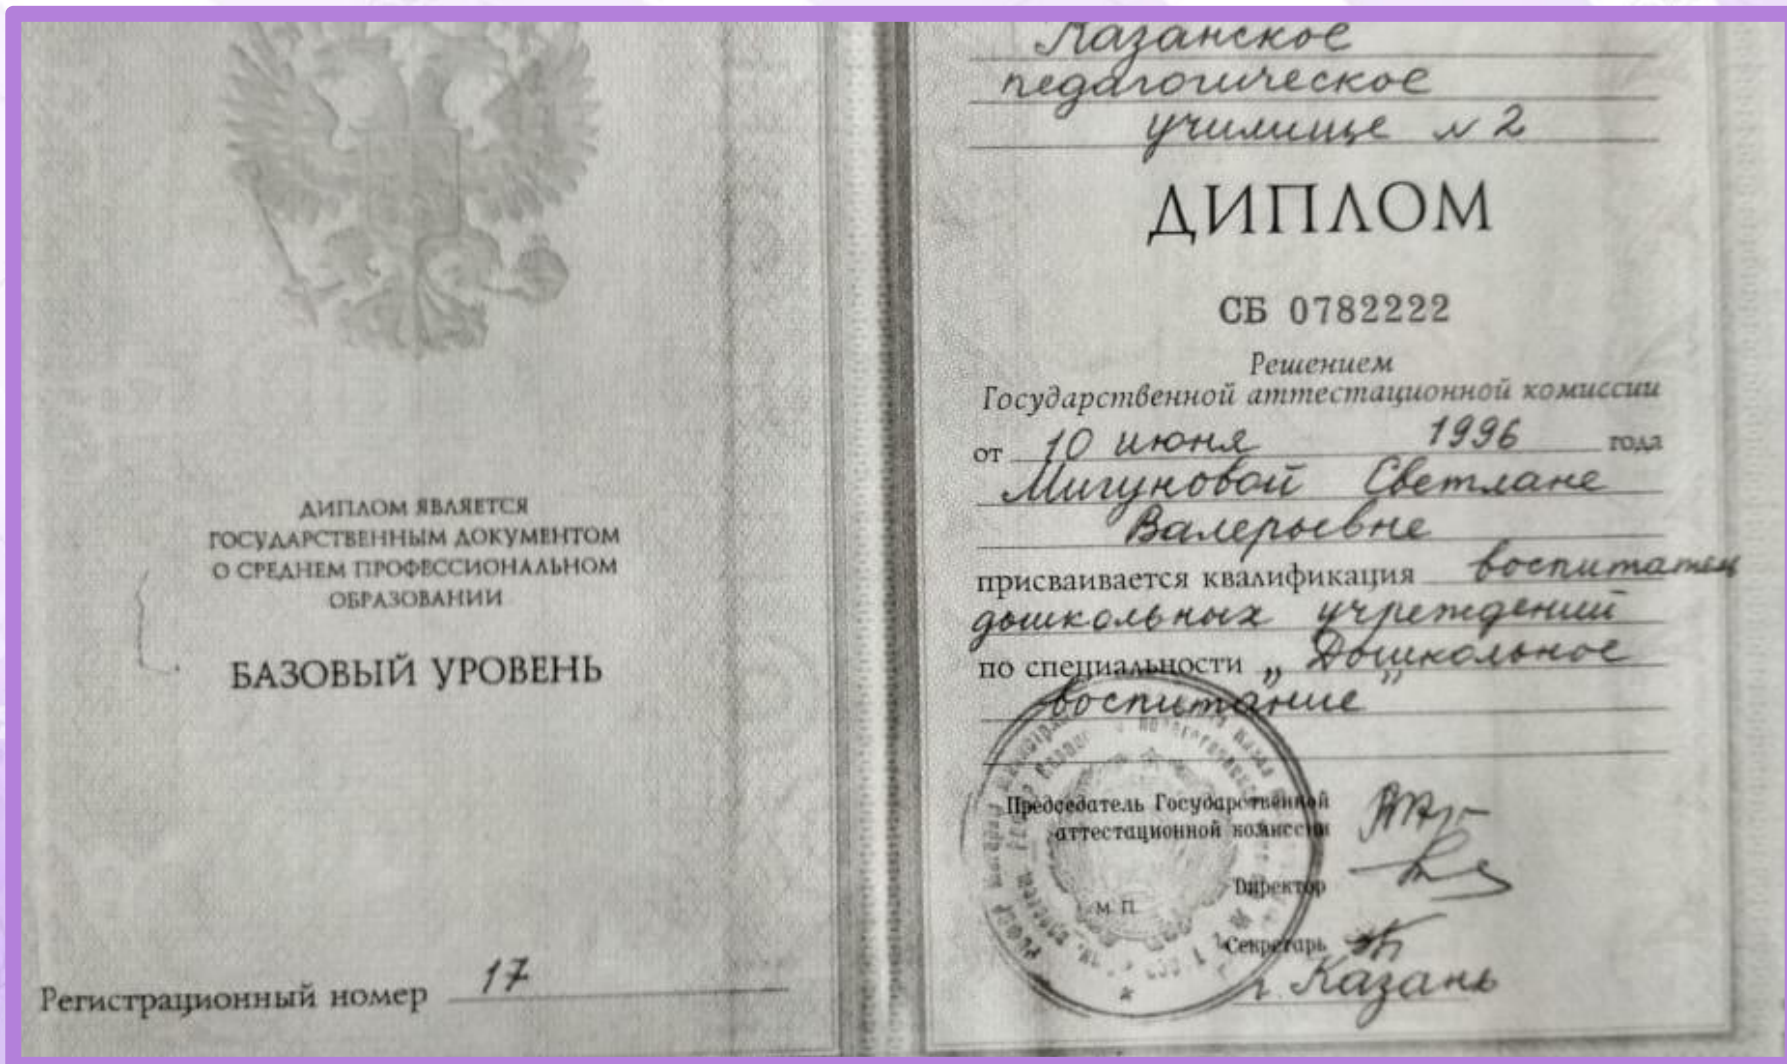 ДИПЛОМ ЯВЛЯЕТСЯ
ГОСУДАРСТВЕННЫМ ДОКУМЕНТОМ
О СРЕДНЕМ ПРОФЕССИОНАЛЬНОМ
ОБРАЗОВАНИИ
БАЗОВЫЙ УРОВЕНЬ
Регистрационный номер 17
Казанское
педагогическое
училище № 2
ДИПЛОМ
СБ 0782222
Решением
Государственной аттестационной комиссии
от 10 июня 1996 года
Мигуновой Светлане
Валерьевне
присваивается квалификация воспитатель
дошкольных учреждений
по специальности „Дошкольное
воспитание"
Председатель Государственной
аттестационной комиссии
Директор
М. П.
Секретарь
г. Казань